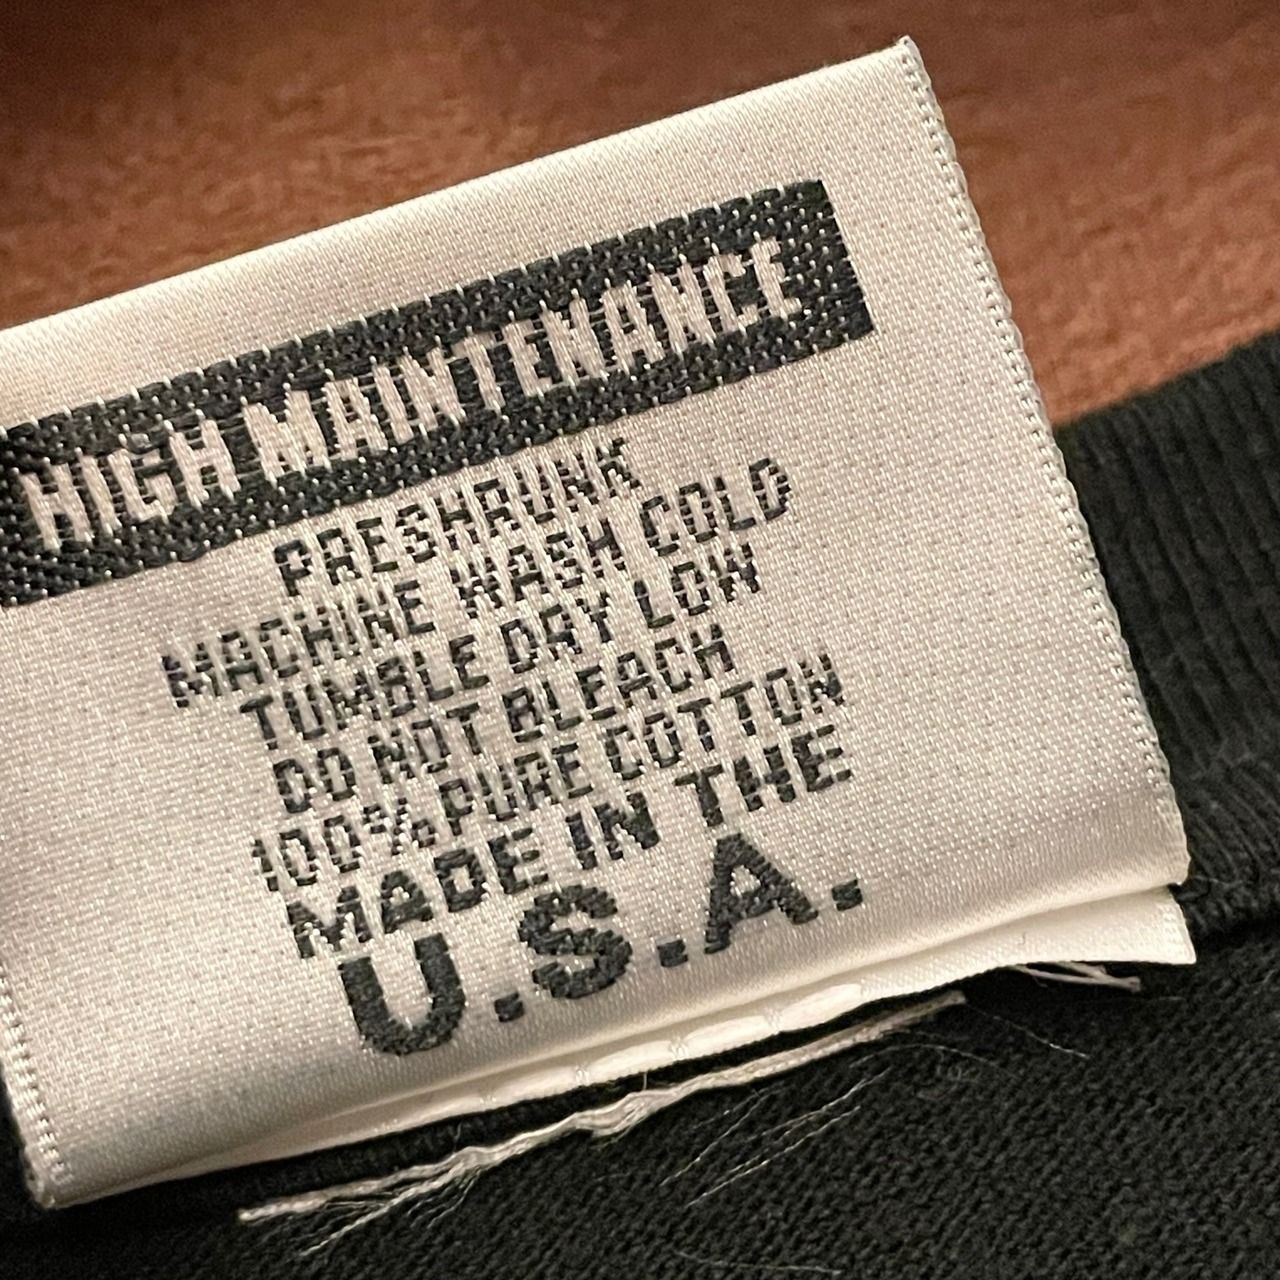 HIGH MAINTENANCE
PRESHRUNK
MACHINE WASH COLD
TUMBLE DRY LOW
DO NOT BLEACH
100% PURE COTTON
MADE IN THE
U.S.A.